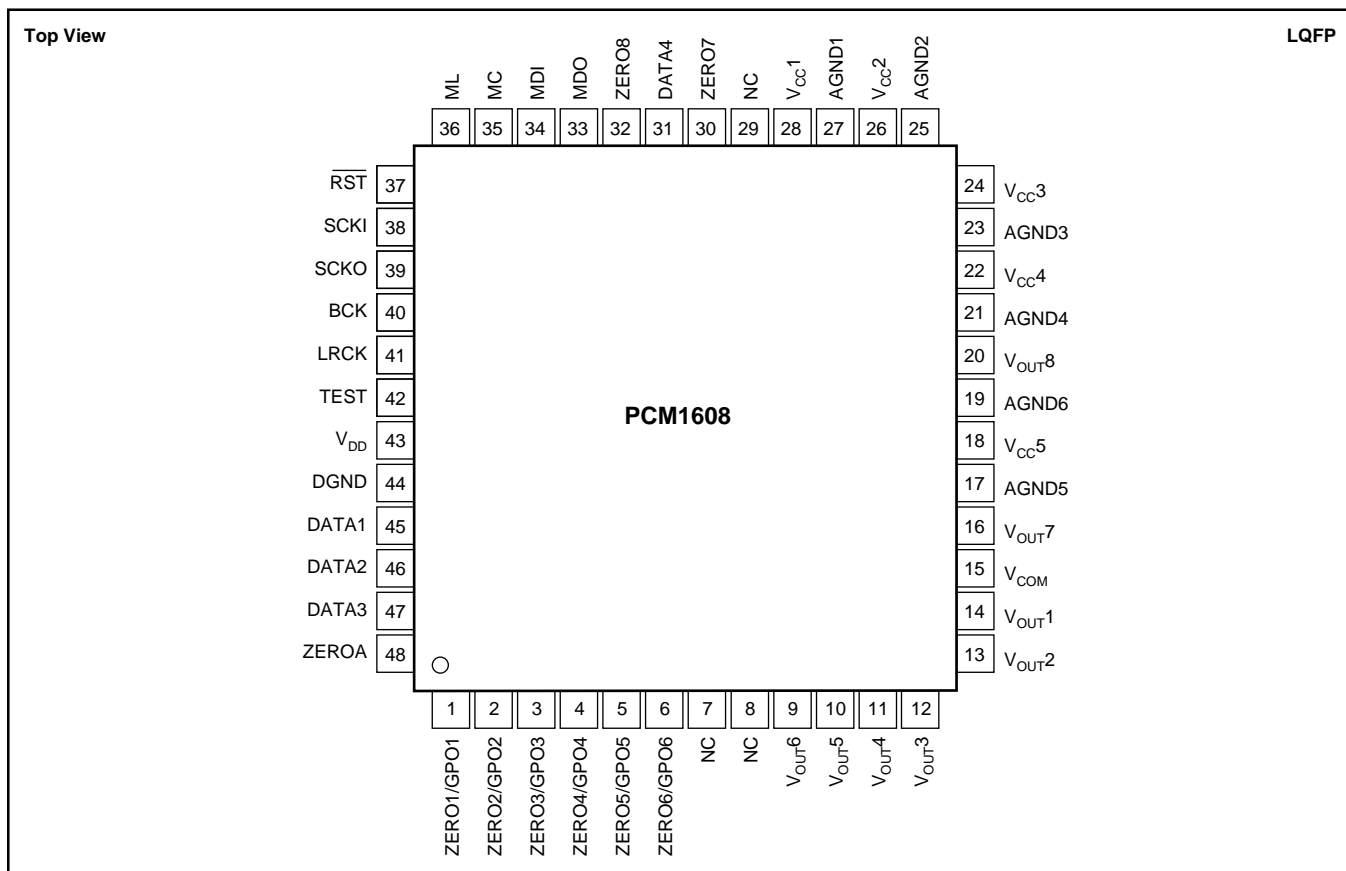 Top View
LQFP
ML
MC
MDI
MDO
ZERO8
DATA4
ZERO7
NC
VCC1
AGND1
VCC2
AGND2
36 35 34 33 32 31 30 29 28 27 26 25
RST 37
SCKI 38
SCKO 39
BCK 40
LRCK 41
TEST 42
VDD 43
DGND 44
DATA1 45
DATA2 46
DATA3 47
ZEROA 48
PCM1608
24 VCC3
23 AGND3
22 VCC4
21 AGND4
20 VOUT8
19 AGND6
18 VCC5
17 AGND5
16 VOUT7
15 VCOM
14 VOUT1
13 VOUT2
1 2 3 4 5 6 7 8 9 10 11 12
ZERO1/GPO1
ZERO2/GPO2
ZERO3/GPO3
ZERO4/GPO4
ZERO5/GPO5
ZERO6/GPO6
NC
NC
VOUT6
VOUT5
VOUT4
VOUT3